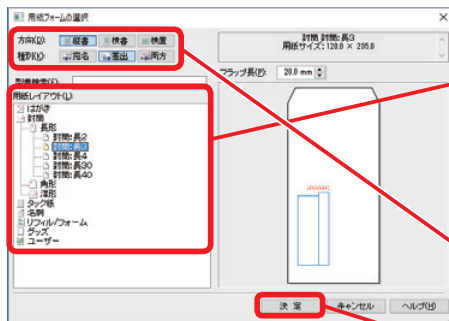 用紙フォームの選択
方向(D): 縦書 横書 横置
種別(K): 宛名 差出 両方
封筒 封筒:長3
用紙サイズ:120.0 × 235.0
フラップ長(P): 20.0 mm
型番検索(F):
用紙レイアウト(L):
はがき
封筒
長形
封筒:長2
封筒:長3
封筒:長4
封筒:長30
封筒:長40
角形
洋形
タック紙
名刺
リフィル/フォーム
グッズ
ユーザー
決定 キャンセル ヘルプ(H)